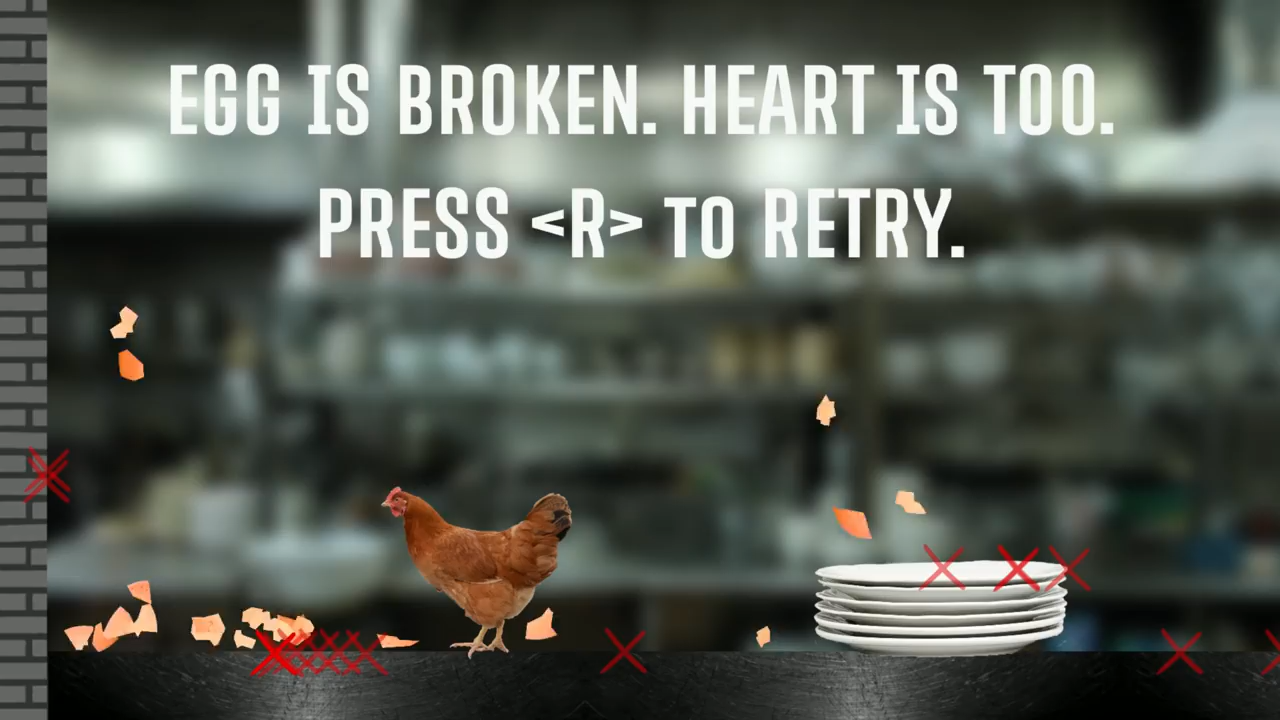 EGG IS BROKEN. HEART IS TOO.
PRESS <R> TO RETRY.